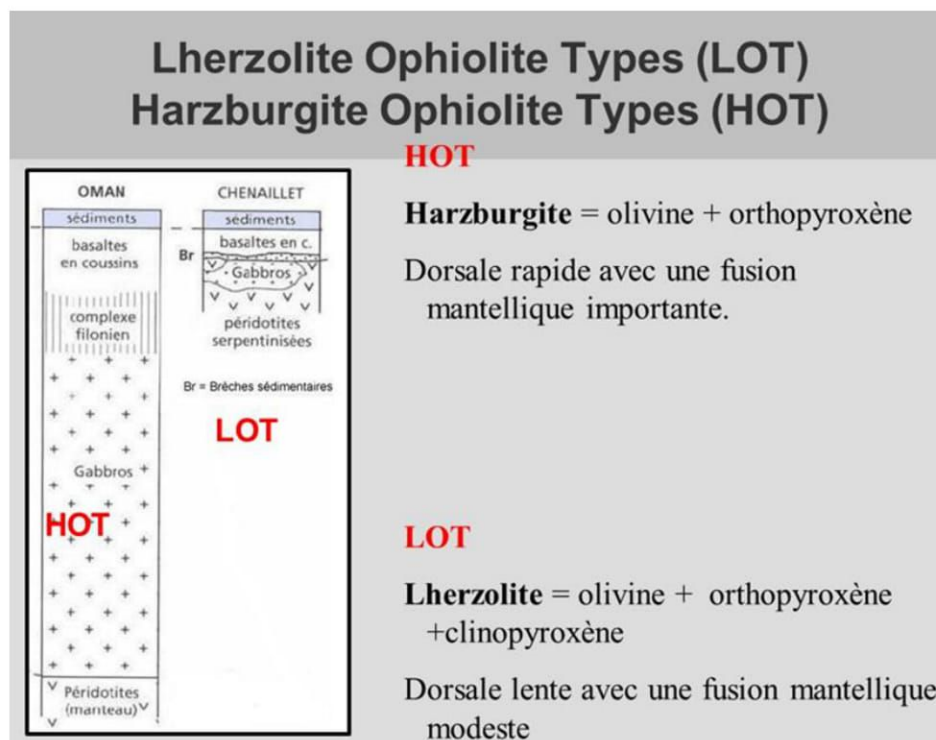 Lherzolite Ophiolite Types (LOT)
Harzburgite Ophiolite Types (HOT)
OMAN
sédiments
basaltes
en coussins
complexe
filonien
Gabbros
HOT
Péridotites
(manteau)
CHENAILLET
sédiments
basaltes en c.
Br
Gabbros
péridotites
serpentinisées
Br = Brèches sédimentaires
LOT
HOT
Harzburgite = olivine + orthopyroxène
Dorsale rapide avec une fusion
mantellique importante.
LOT
Lherzolite = olivine + orthopyroxène
+clinopyroxène
Dorsale lente avec une fusion mantellique
modeste